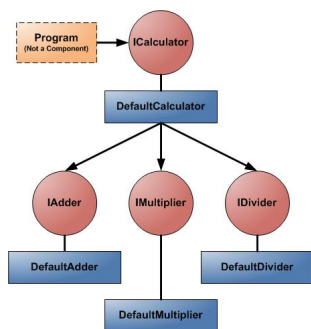 Program
(Not a Component)
ICalculator
DefaultCalculator
IAdder
IMultiplier
IDivider
DefaultAdder
DefaultDivider
DefaultMultiplier